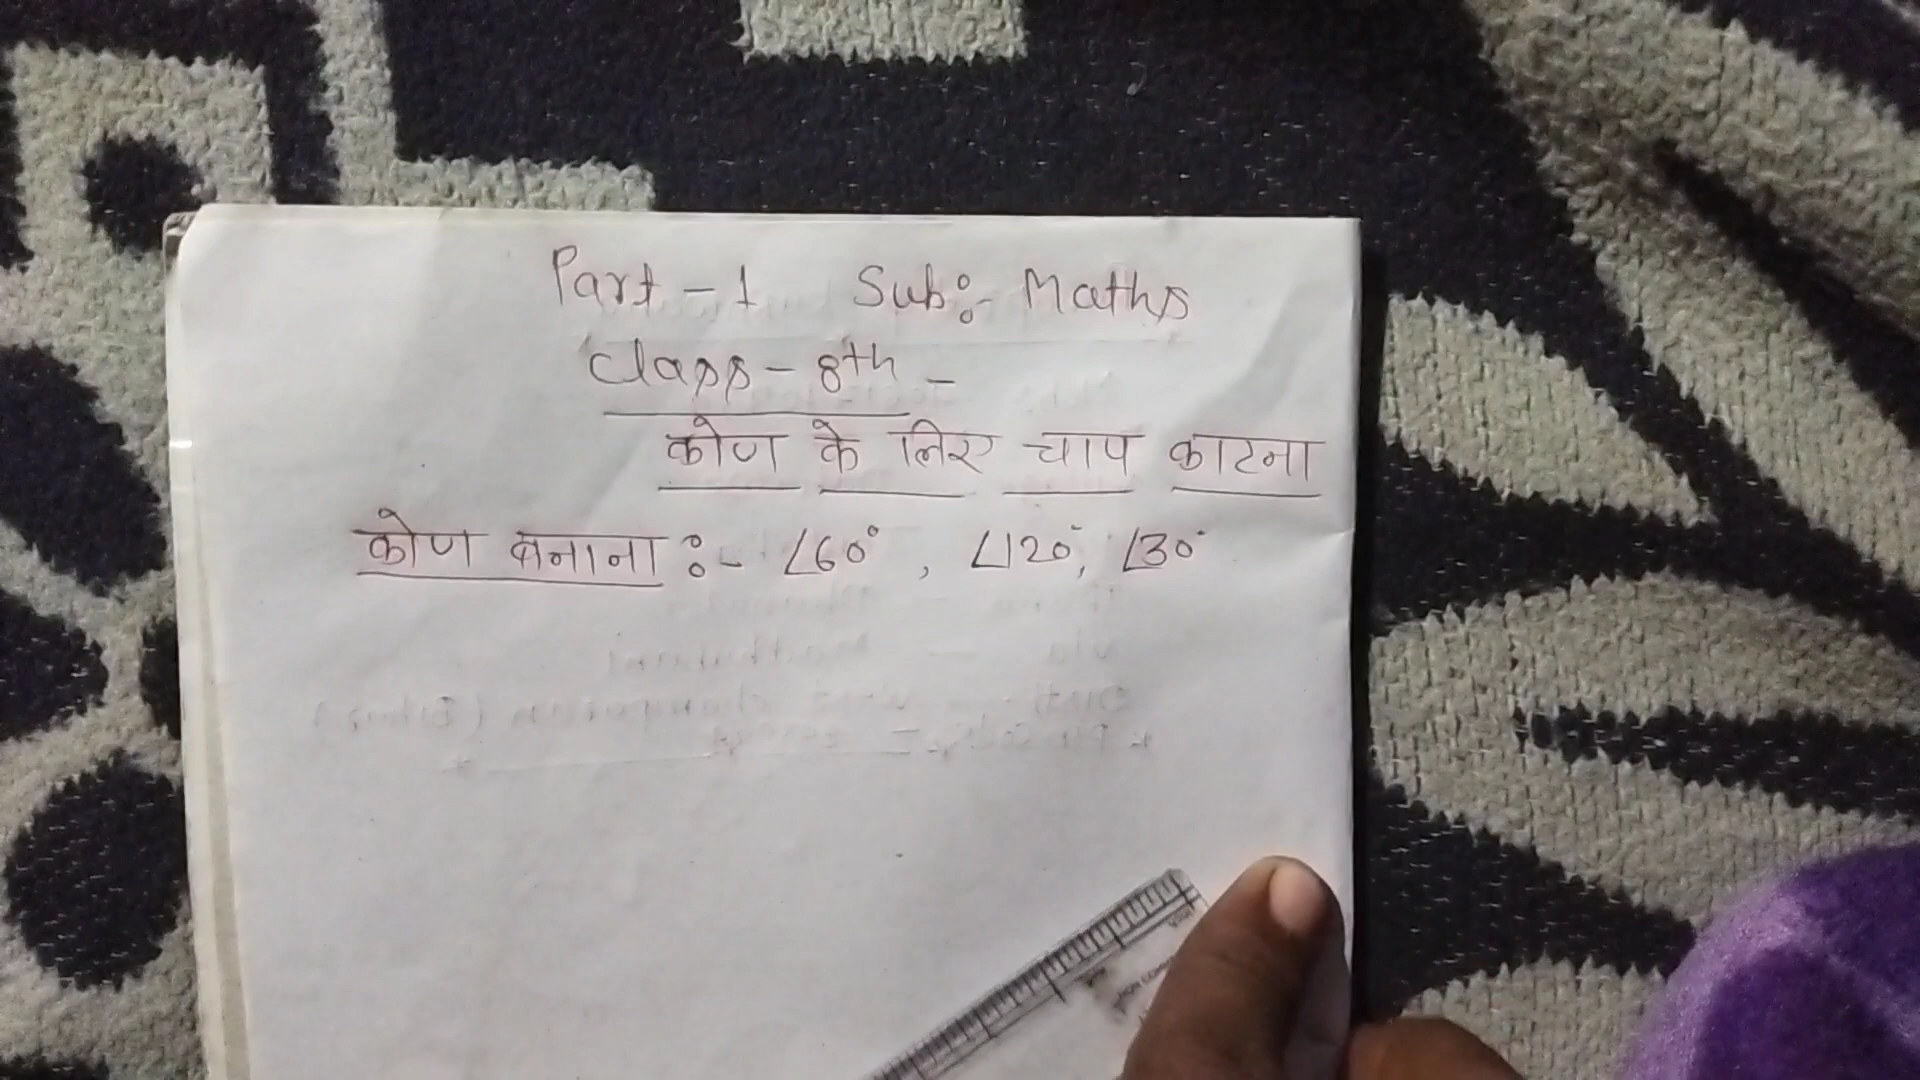 Part - 1 Sub:- Maths
Class - 8th -
कोण के लिए चाप काटना
कोण बनाना :- ∠60° , ∠120°, ∠30°